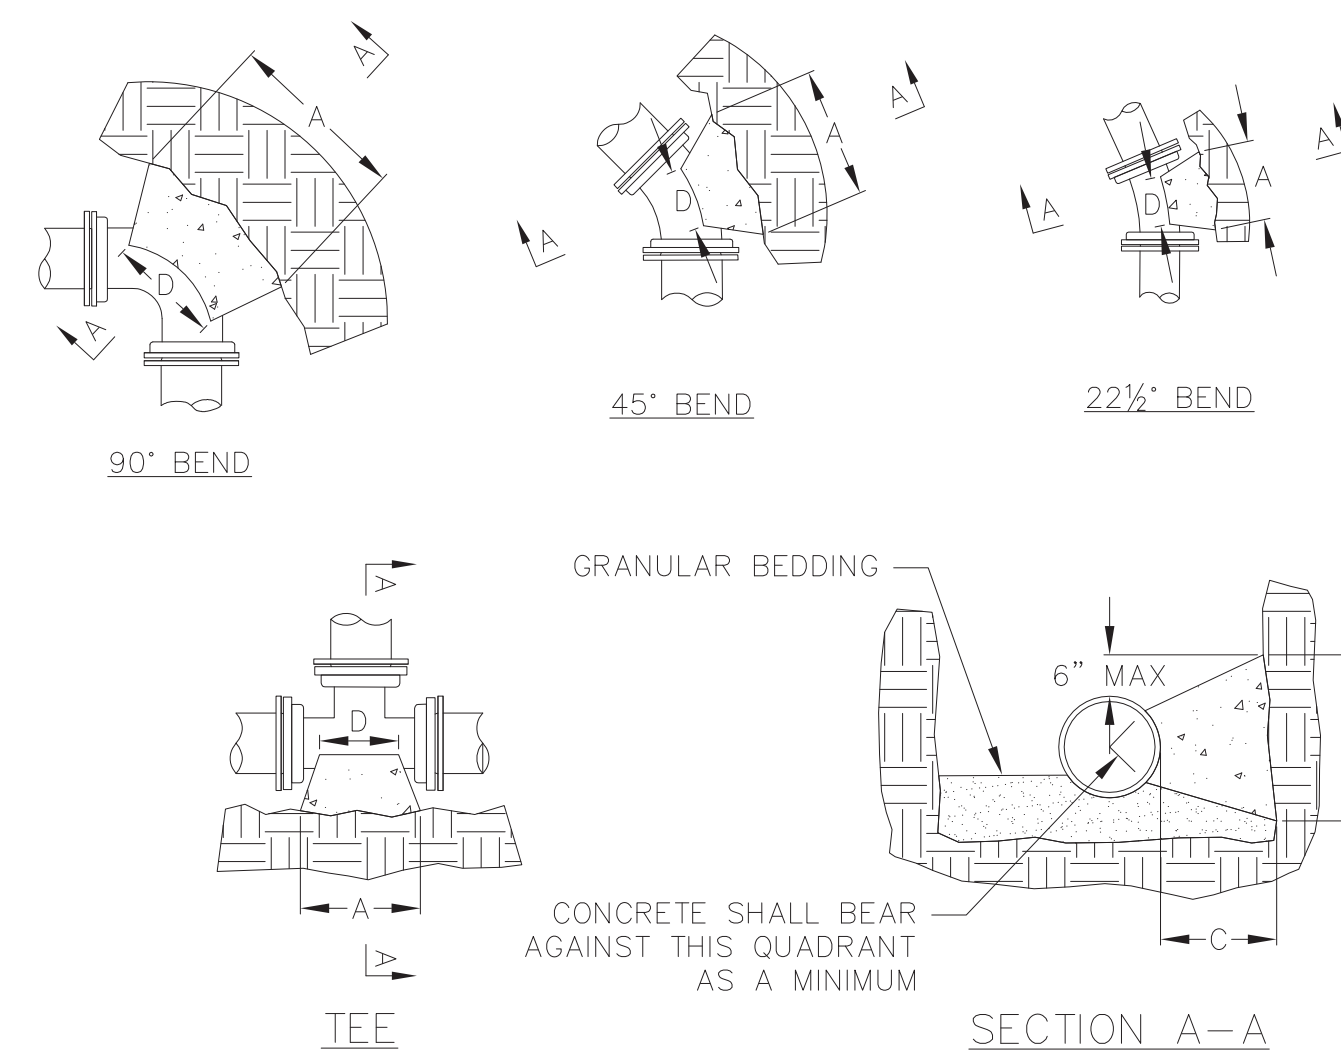 A
A
D
A
90° BEND
A
A
D
A
45° BEND
A
A
D
A
22½° BEND
A
D
A
A
TEE
GRANULAR BEDDING
6” MAX
CONCRETE SHALL BEAR
AGAINST THIS QUADRANT
AS A MINIMUM
C
SECTION A–A